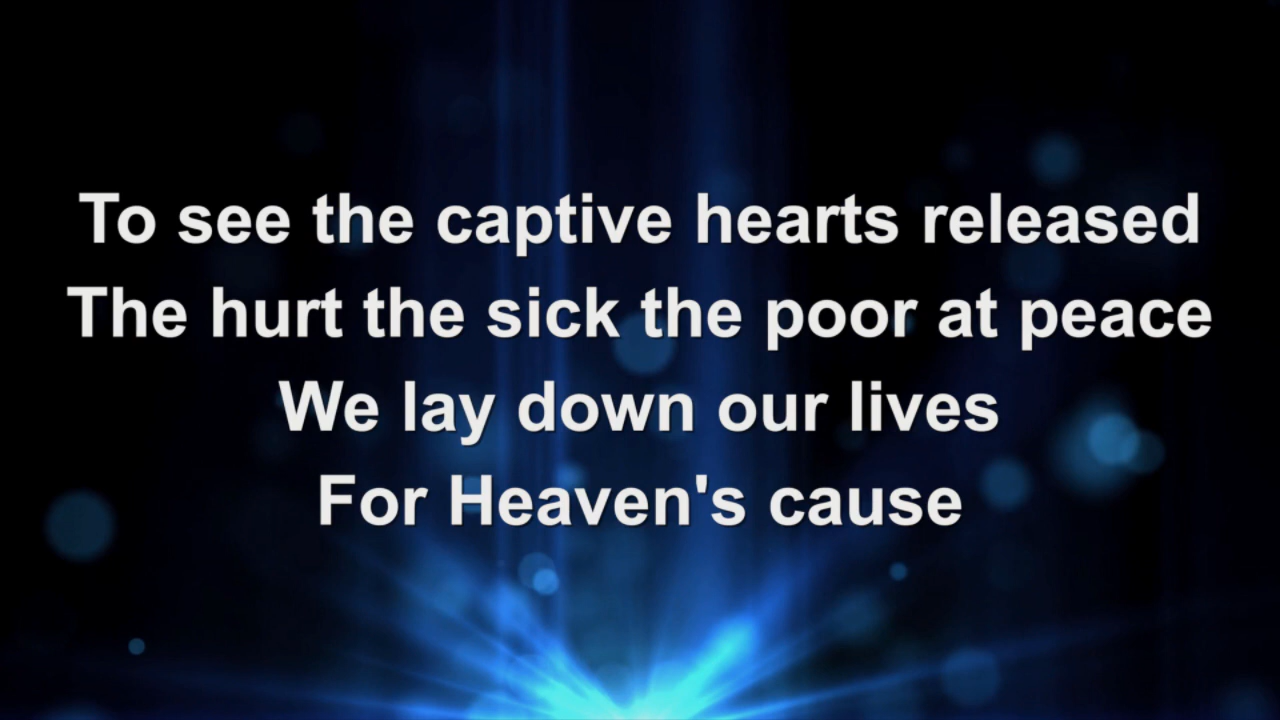 To see the captive hearts released
The hurt the sick the poor at peace
We lay down our lives
For Heaven's cause